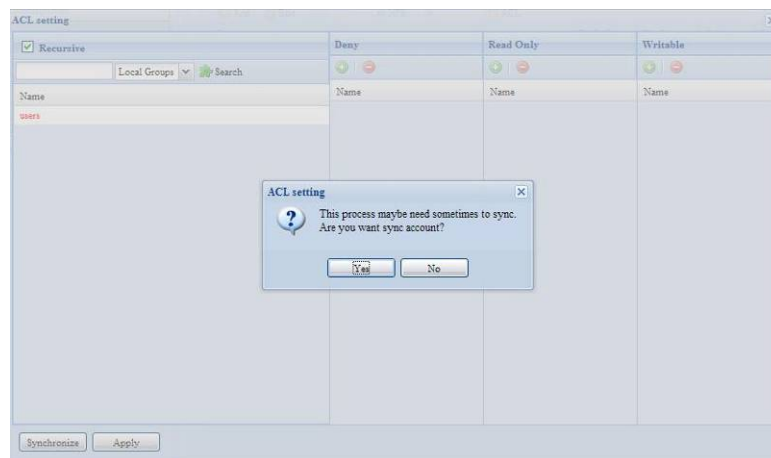 ACL setting
Recursive
Deny
Read Only
Writable
Local Groups
Search
Name
Name
Name
Name
users
ACL setting
This process maybe need sometimes to sync.
Are you want sync account?
Yes
No
Synchronize
Apply